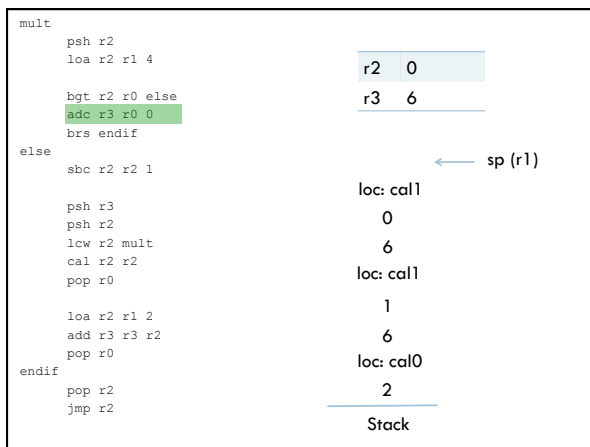 mult
psh r2
loa r2 r1 4
bgt r2 r0 else
adc r3 r0 0
brs endif
else
sbc r2 r2 1
psh r3
psh r2
lcw r2 mult
cal r2 r2
pop r0
loa r2 r1 2
add r3 r3 r2
pop r0
endif
pop r2
jmp r2
r2 0
r3 6
sp (r1)
loc: cal1
0
6
loc: cal1
1
6
loc: cal0
2
Stack